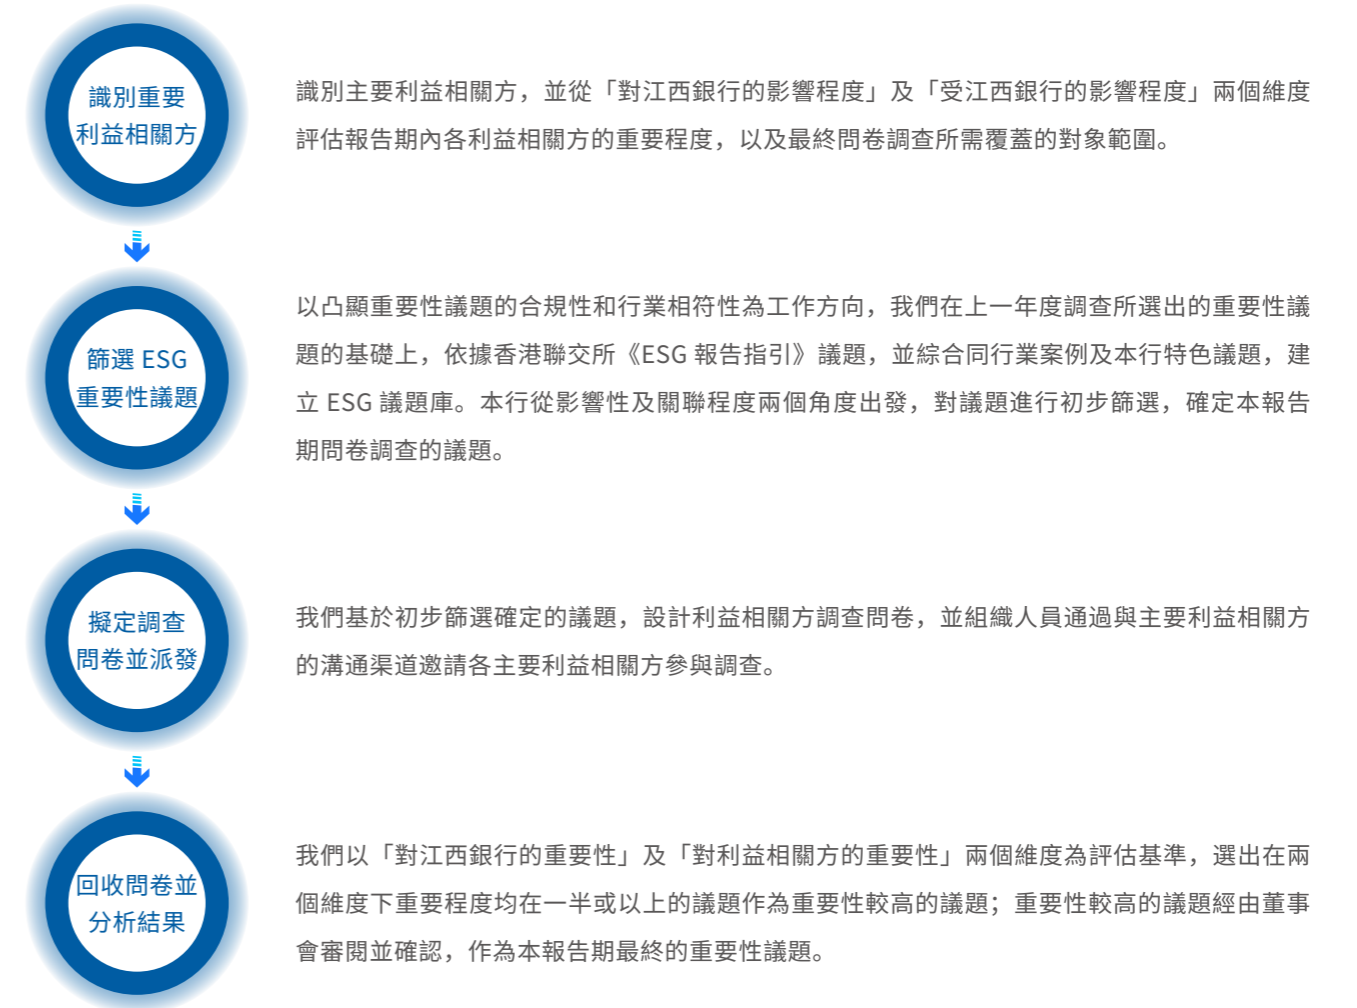 識別重要
利益相關方
識別主要利益相關方，並從「對江西銀行的影響程度」及「受江西銀行的影響程度」兩個維度
評估報告期內各利益相關方的重要程度，以及最終問卷調查所需覆蓋的對象範圍。
篩選 ESG
重要性議題
以凸顯重要性議題的合規性和行業相符性為工作方向，我們在上一年度調查所選出的重要性議
題的基礎上，依據香港聯交所《ESG 報告指引》議題，並綜合同行業案例及本行特色議題，建
立 ESG 議題庫。本行從影響性及關聯程度兩個角度出發，對議題進行初步篩選，確定本報告
期問卷調查的議題。
擬定調查
問卷並派發
我們基於初步篩選確定的議題，設計利益相關方調查問卷，並組織人員通過與主要利益相關方
的溝通渠道邀請各主要利益相關方參與調查。
回收問卷並
分析結果
我們以「對江西銀行的重要性」及「對利益相關方的重要性」兩個維度為評估基準，選出在兩
個維度下重要程度均在一半或以上的議題作為重要性較高的議題；重要性較高的議題經由董事
會審閱並確認，作為本報告期最終的重要性議題。